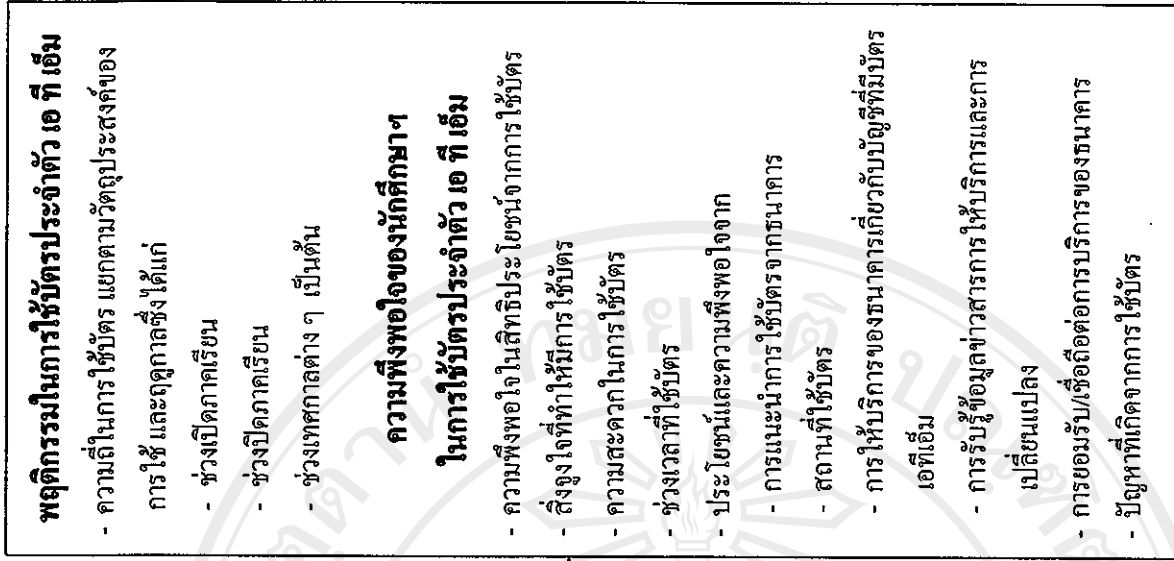 พฤติกรรมในการใช้บัตรประจำตัว เอ ที เอ็ม
- ความถี่ในการใช้บัตร แยกตามวัตถุประสงค์ของ
การใช้ และฤดูกาลซึ่งได้แก่
- ช่วงเปิดภาคเรียน
- ช่วงปิดภาคเรียน
- ช่วงเทศกาลต่าง ๆ เป็นต้น
ความพึงพอใจของนักศึกษาฯ
ในการใช้บัตรประจำตัว เอ ที เอ็ม
- ความพึงพอใจในสิทธิประโยชน์จากการใช้บัตร
- สิ่งจูงใจที่ทำให้มีการใช้บัตร
- ความสะดวกในการใช้บัตร
- ช่วงเวลาที่ใช้บัตร
- ประโยชน์และความพึงพอใจจาก
- การแนะนำการใช้บัตรจากธนาคาร
- สถานที่ใช้บัตร
- การให้บริการของธนาคารเกี่ยวกับบัญชีที่มีบัตร
เอทีเอ็ม
- การรับรู้ข้อมูลข่าวสารการให้บริการและการ
เปลี่ยนแปลง
- การยอมรับ/เชื่อถือต่อการบริการของธนาคาร
- ปัญหาที่เกิดจากการใช้บัตร